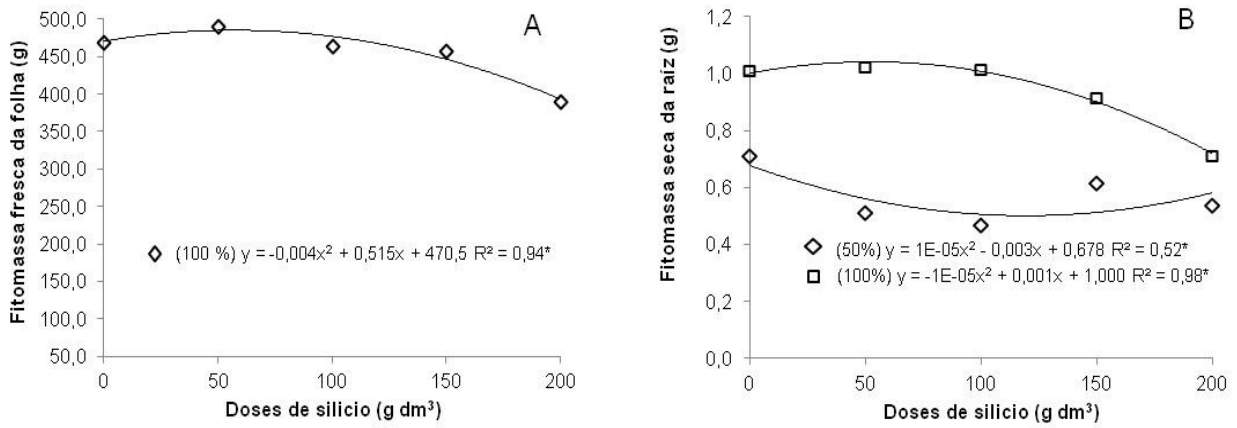 A
Fitomassa fresca da folha (g)
500,0
450,0
400,0
350,0
300,0
250,0
200,0
150,0
100,0
50,0
(100 %) y = -0,004x² + 0,515x + 470,5 R² = 0,94*
0 50 100 150 200
Doses de silicio (g dm³)
B
Fitomassa seca da raíz (g)
1,2
1,0
0,8
0,6
0,4
0,2
0,0
(50%) y = 1E-05x² - 0,003x + 0,678 R² = 0,52*
(100%) y = -1E-05x² + 0,001x + 1,000 R² = 0,98*
0 50 100 150 200
Doses de silicio (g dm³)